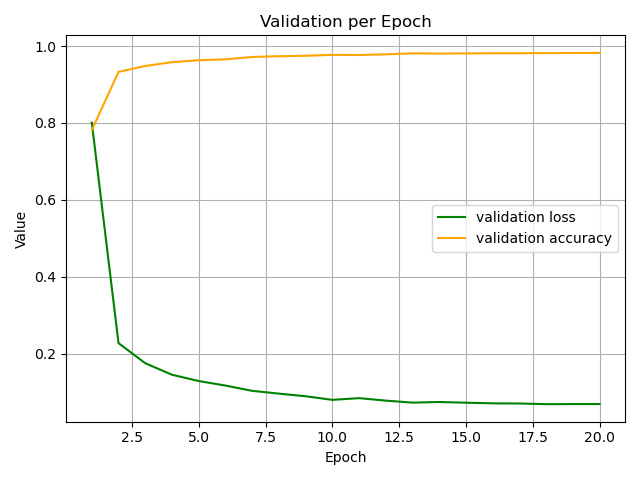 Validation per Epoch
Value
1.0
0.8
0.6
0.4
0.2
validation loss
validation accuracy
2.5 5.0 7.5 10.0 12.5 15.0 17.5 20.0
Epoch